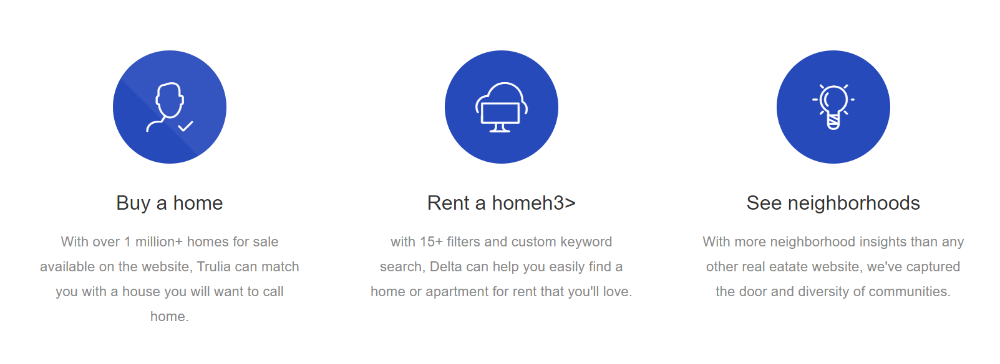 Buy a home
With over 1 million+ homes for sale
available on the website, Trulia can match
you with a house you will want to call
home.
Rent a homeh3>
with 15+ filters and custom keyword
search, Delta can help you easily find a
home or apartment for rent that you'll love.
See neighborhoods
With more neighborhood insights than any
other real eatate website, we've captured
the door and diversity of communities.